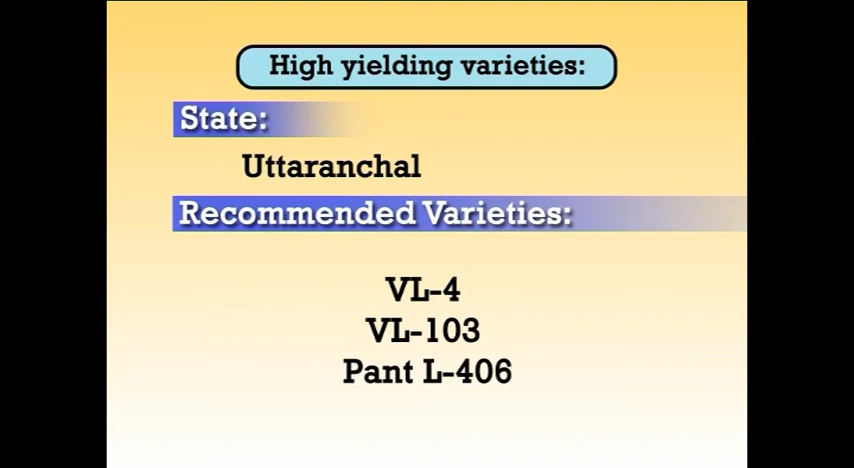 High yielding varieties:
State:
Uttaranchal
Recommended Varieties:
VL-4
VL-103
Pant L-406